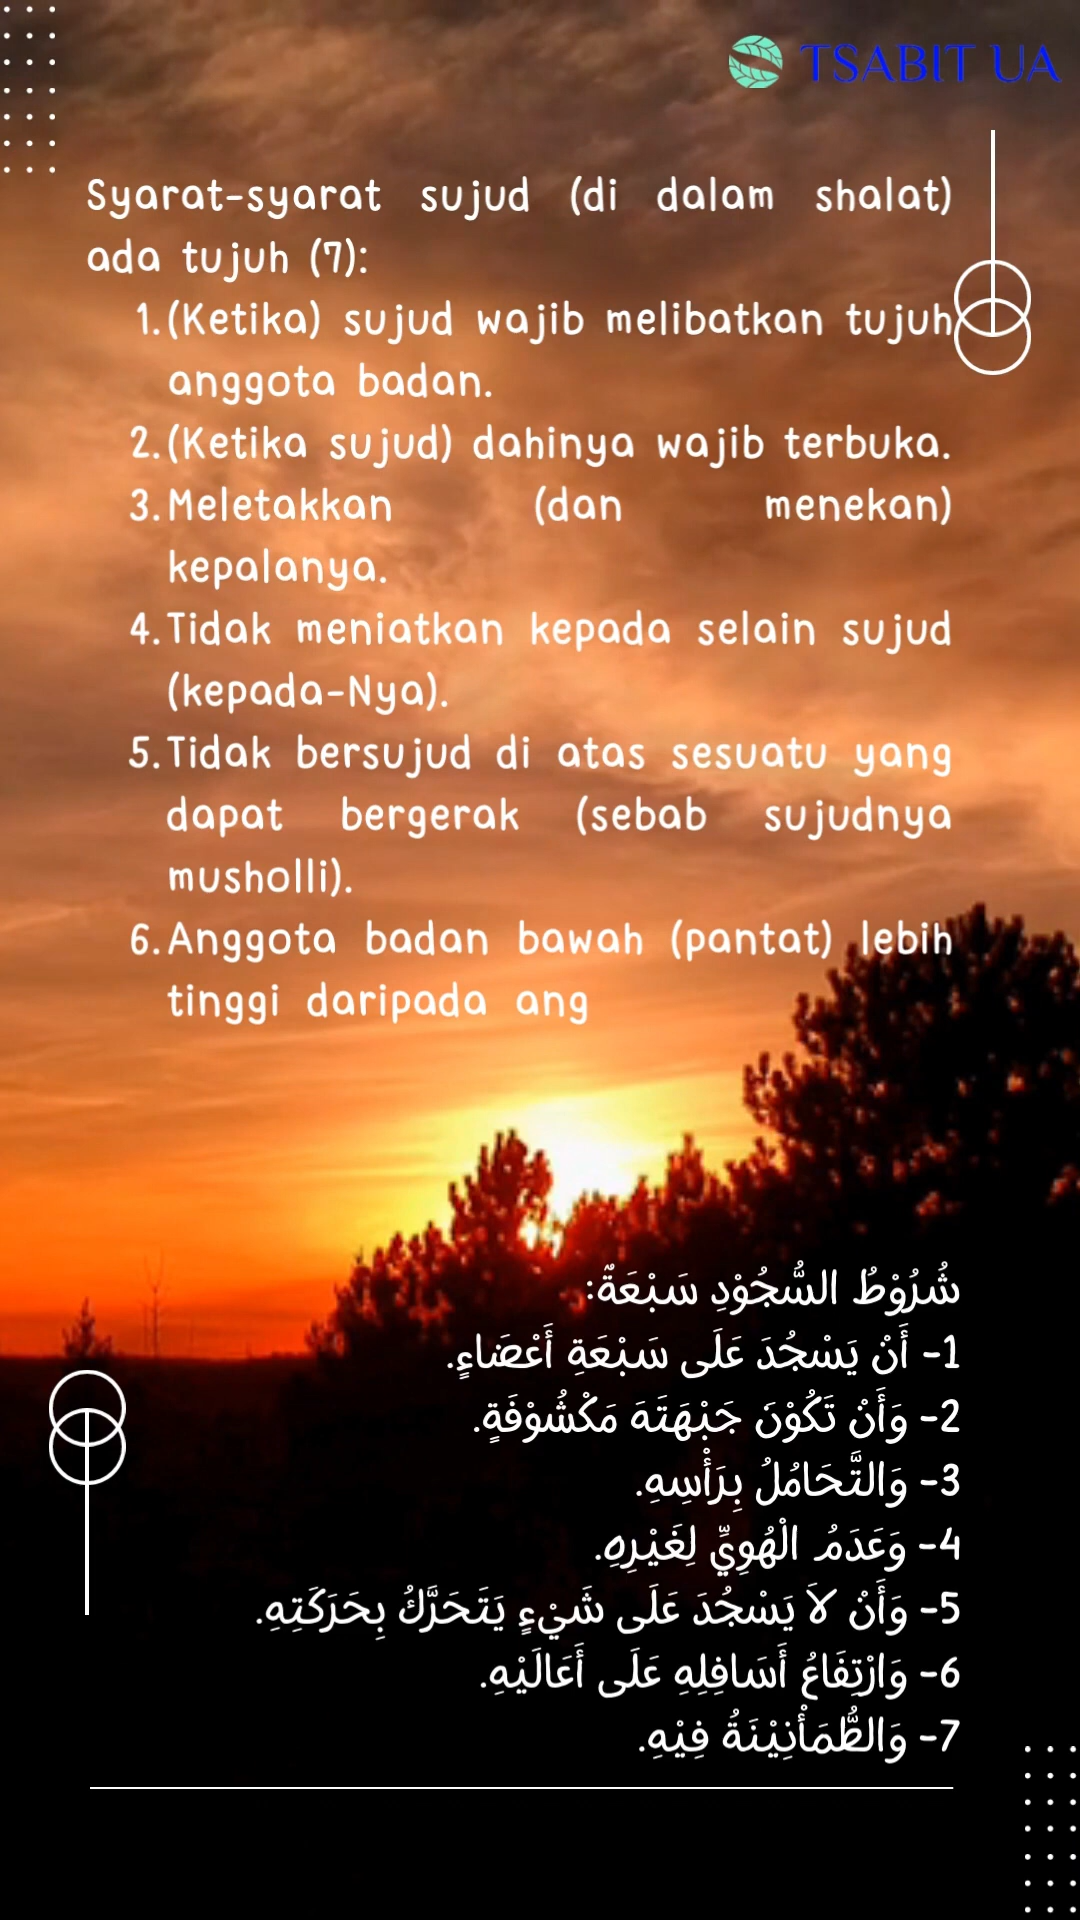 TSABIT UA
Syarat-syarat sujud (di dalam shalat)
ada tujuh (7):
1. (Ketika) sujud wajib melibatkan tujuh
anggota badan.
2. (Ketika sujud) dahinya wajib terbuka.
3. Meletakkan (dan menekan)
kepalanya.
4. Tidak meniatkan kepada selain sujud
(kepada-Nya).
5. Tidak bersujud di atas sesuatu yang
dapat bergerak (sebab sujudnya
musholli).
6. Anggota badan bawah (pantat) lebih
tinggi daripada ang
شُرُوْطُ السُّجُوْدِ سَبْعَةٌ:
1- أَنْ يَسْجُدَ عَلَى سَبْعَةِ أَعْضَاءٍ.
2- وَأَنْ تَكُوْنَ جَبْهَتَهَ مَكْشُوْفَةٍ.
3- وَالتَّحَامُلُ بِرَأْسِهِ.
4- وَعَدَمُ الْهُوِيِّ لِغَيْرِهِ.
5- وَأَنْ لاَ يَسْجُدَ عَلَى شَيْءٍ يَتَحَرَّكُ بِحَرَكَتِهِ.
6- وَارْتِفَاعُ أَسَافِلِهِ عَلَى أَعَالَيْهِ.
7- وَالطُّمَأْنِيْنَةُ فِيْهِ.